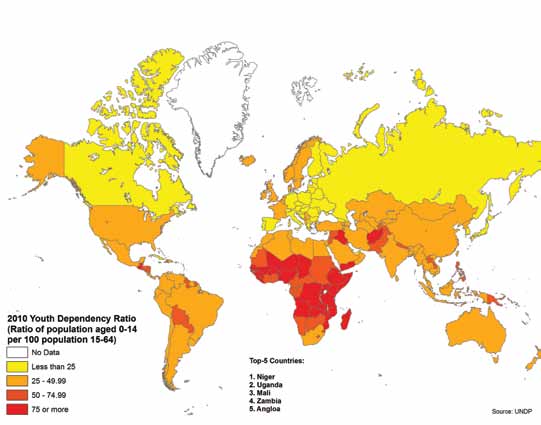 2010 Youth Dependency Ratio
(Ratio of population aged 0-14
per 100 population 15-64)
No Data
Less than 25
25 - 49.99
50 - 74.99
75 or more
Top-5 Countries:
1. Niger
2. Uganda
3. Mali
4. Zambia
5. Angloa
Source: UNDP